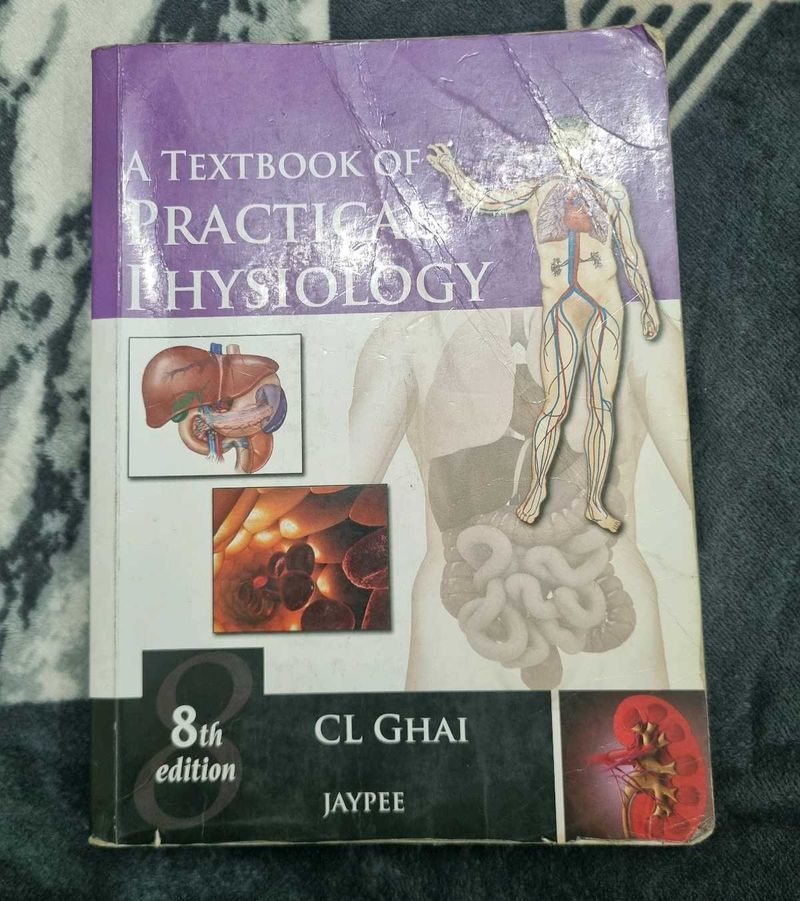 A TEXTBOOK OF
PRACTICAL
PHYSIOLOGY
8
8th
edition
CL GHAI
JAYPEE